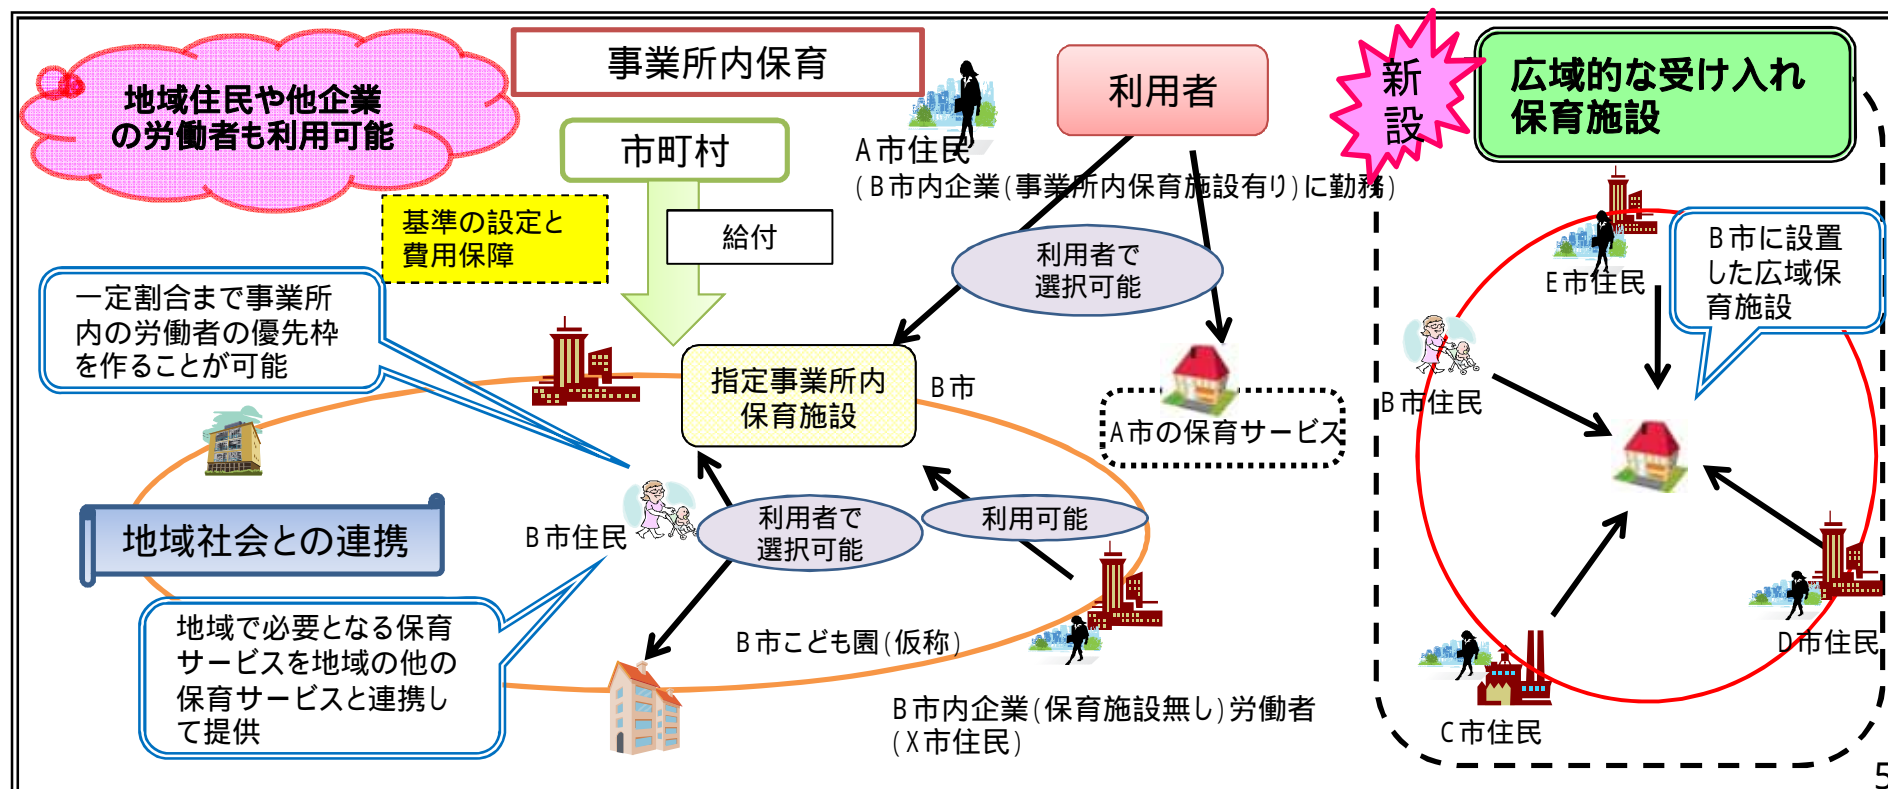 地域住民や他企業
の労働者も利用可能
事業所内保育
利用者
新
設
広域的な受け入れ
保育施設
市町村
A市住民
(B市内企業(事業所内保育施設有り)に勤務)
基準の設定と
費用保障
給付
利用者で
選択可能
B市に設置
した広域保
育施設
E市住民
一定割合まで事業所
内の労働者の優先枠
を作ることが可能
指定事業所内
保育施設
B市
A市の保育サービス
B市住民
地域社会との連携
B市住民
利用者で
選択可能
利用可能
地域で必要となる保育
サービスを地域の他の
保育サービスと連携し
て提供
B市こども園(仮称)
B市内企業(保育施設無し)労働者
(X市住民)
D市住民
C市住民
5